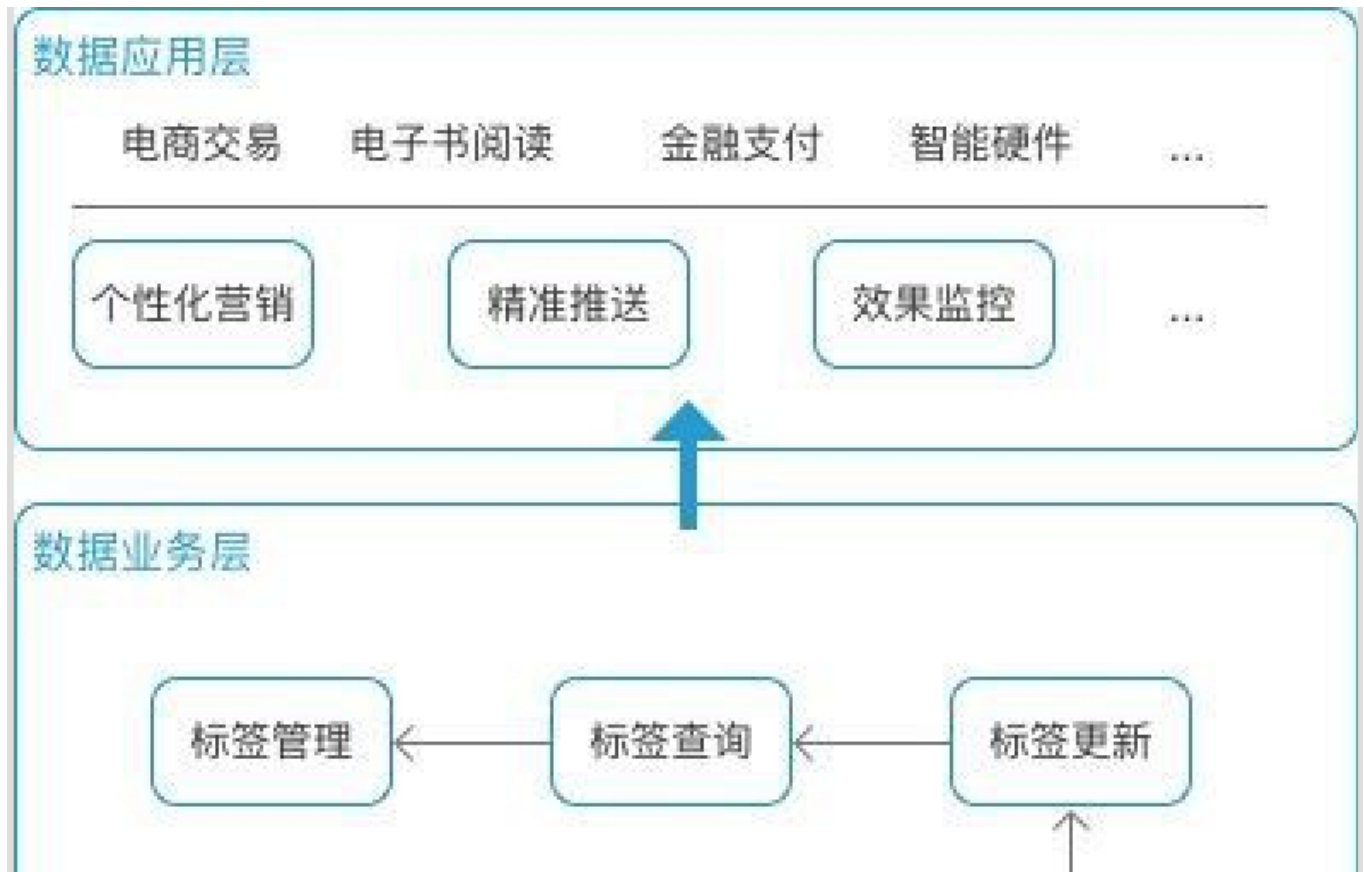 数据应用层
电商交易 电子书阅读 金融支付 智能硬件 ...
个性化营销 精准推送 效果监控 ...
数据业务层
标签管理 标签查询 标签更新